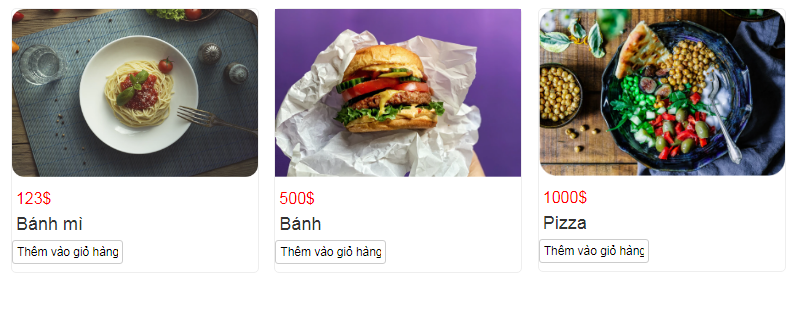 123$
Bánh mì
Thêm vào giỏ hàng
500$
Bánh
Thêm vào giỏ hàng
1000$
Pizza
Thêm vào giỏ hàng